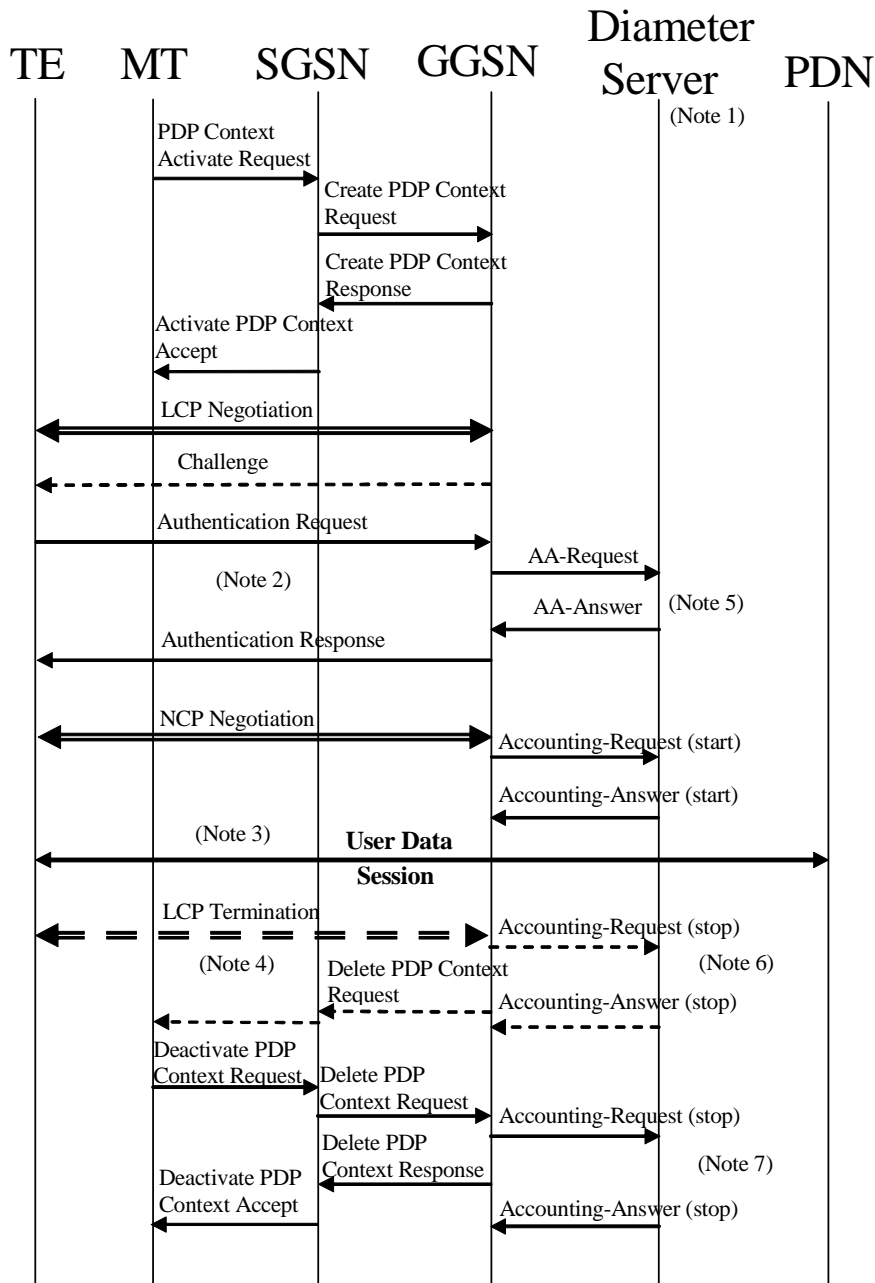 TE
MT
SGSN
GGSN
Diameter
Server
PDN
(Note 1)
PDP Context
Activate Request
Create PDP Context
Request
Create PDP Context
Response
Activate PDP Context
Accept
LCP Negotiation
Challenge
Authentication Request
AA-Request
(Note 2)
(Note 5)
AA-Answer
Authentication Response
NCP Negotiation
Accounting-Request (start)
Accounting-Answer (start)
(Note 3)
User Data
Session
LCP Termination
Accounting-Request (stop)
(Note 4)
(Note 6)
Delete PDP Context
Request
Accounting-Answer (stop)
Deactivate PDP
Context Request
Delete PDP
Context Request
Accounting-Request (stop)
Delete PDP
Context Response
(Note 7)
Deactivate PDP
Context Accept
Accounting-Answer (stop)